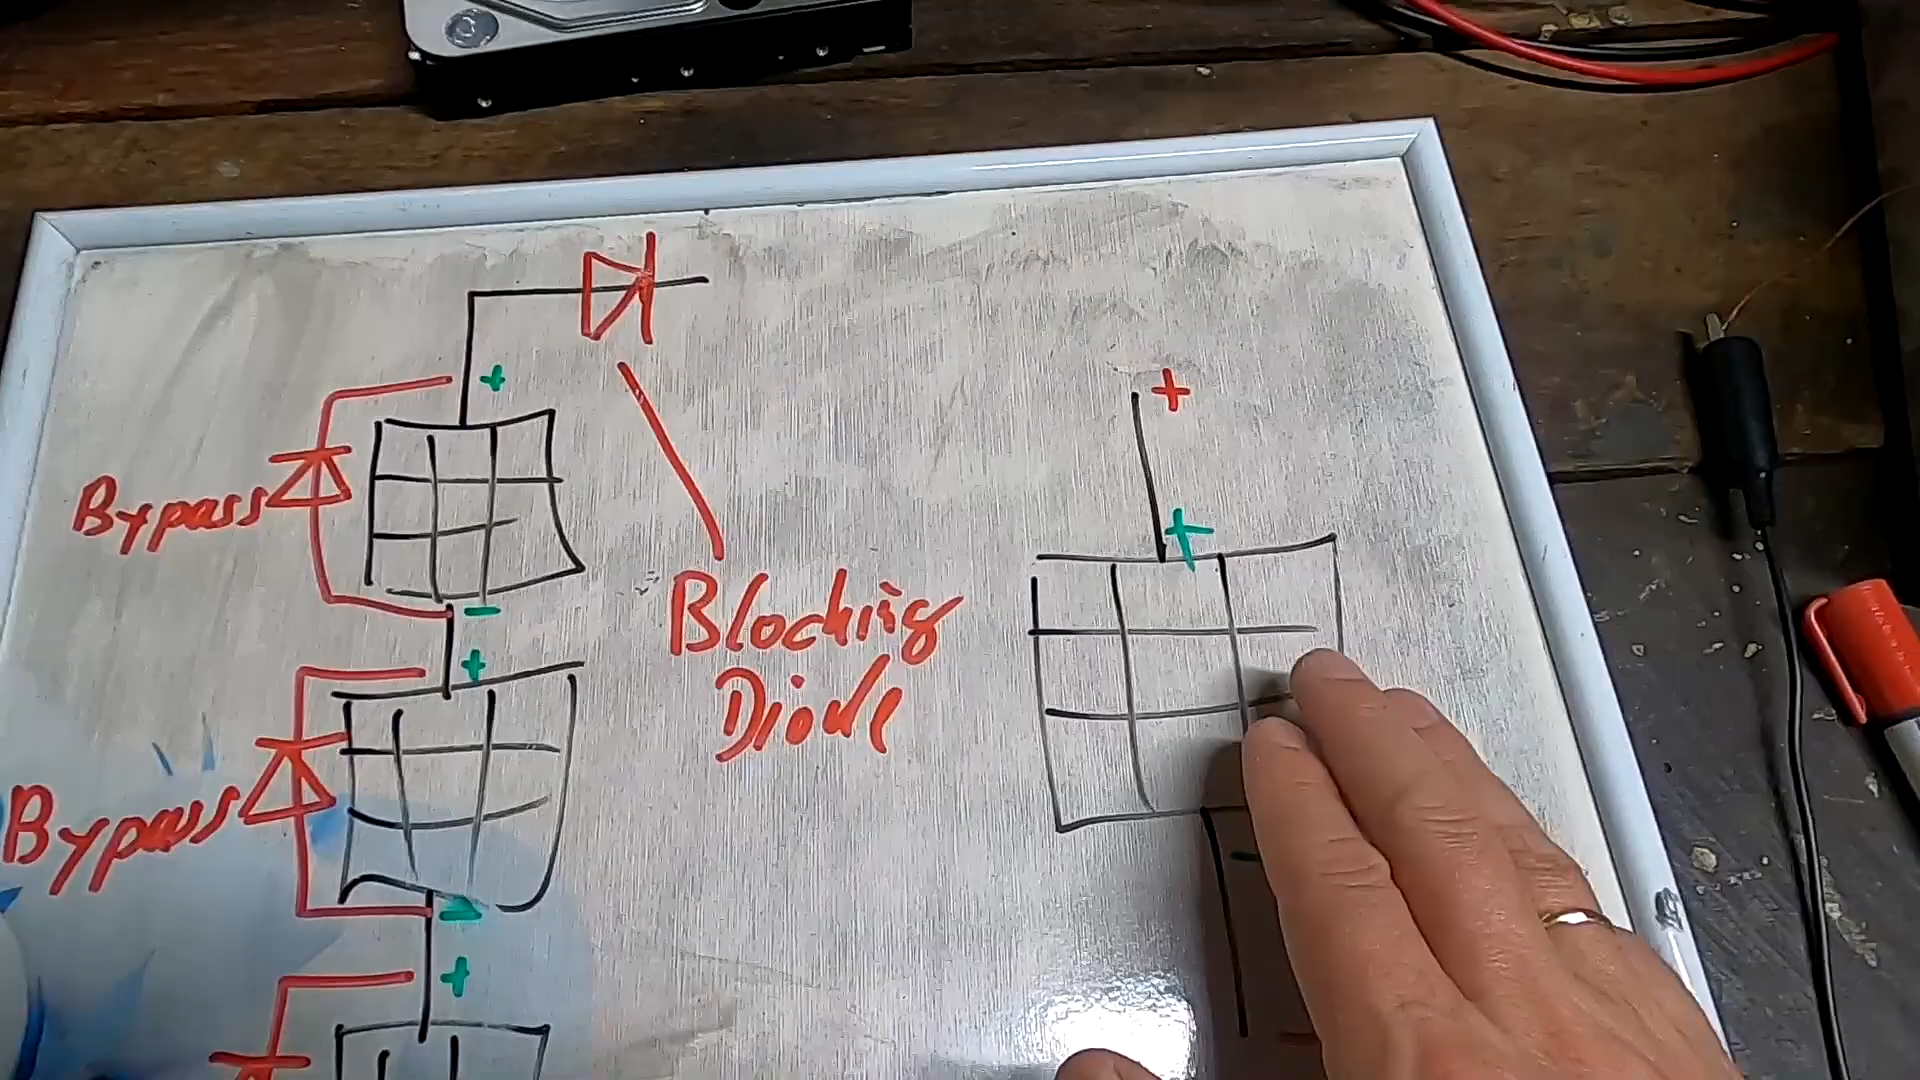 +
+
Bypass
+
-
Blocking
Diode
+
+
Bypass
-
+
-